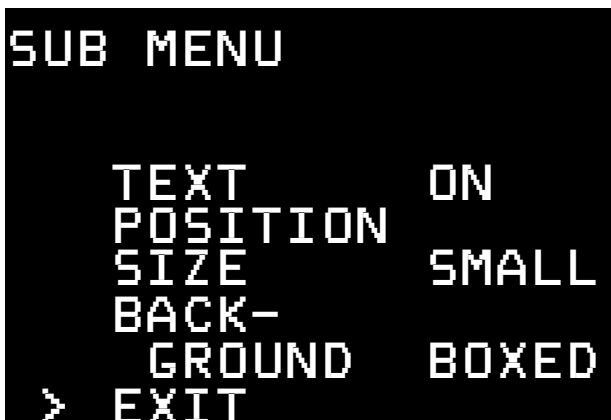 SUB MENU
TEXT ON
POSITION
SIZE SMALL
BACK-
GROUND BOXED
> EXIT